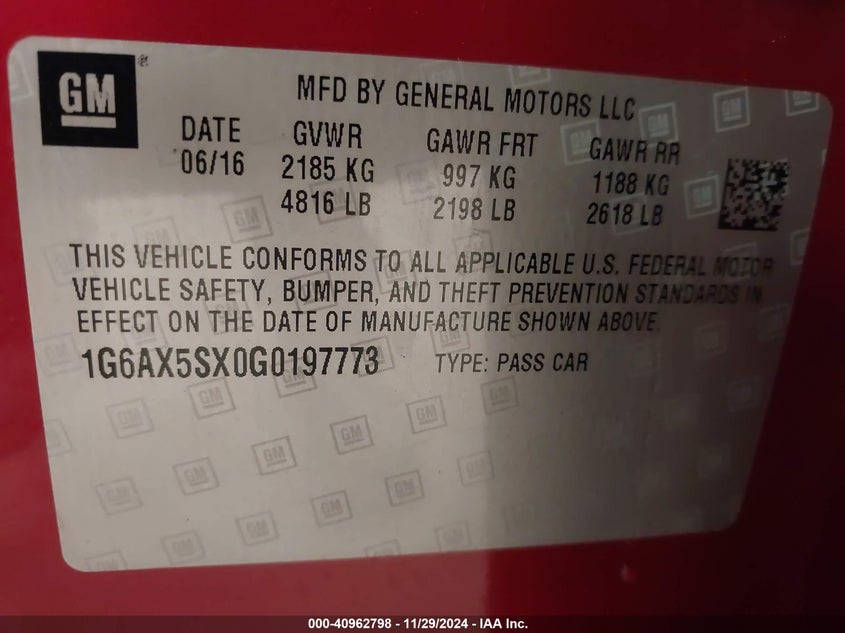 GM
MFD BY GENERAL MOTORS LLC
DATE GVWR GAWR FRT GAWR RR
06/16 2185 KG 997 KG 1188 KG
4816 LB 2198 LB 2618 LB
THIS VEHICLE CONFORMS TO ALL APPLICABLE U.S. FEDERAL MOTOR
VEHICLE SAFETY, BUMPER, AND THEFT PREVENTION STANDARDS IN
EFFECT ON THE DATE OF MANUFACTURE SHOWN ABOVE.
1G6AX5SX0G0197773 TYPE: PASS CAR
000-40962798 - 11/29/2024 - IAA Inc.